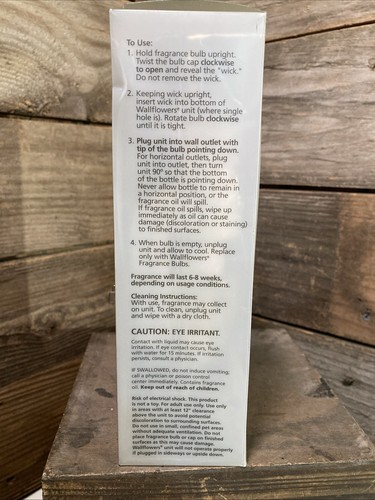 To Use:
1. Hold fragrance bulb upright.
Twist the bulb cap clockwise
to open and reveal the "wick."
Do not remove the wick.
2. Keeping wick upright,
insert wick into bottom of
Wallflowers® unit (where single
hole is). Rotate bulb clockwise
until it is tight.
3. Plug unit into wall outlet with
tip of the bulb pointing down.
For horizontal outlets, plug
unit into outlet, then turn
unit 90° so that the bottom
of the bottle is pointing down.
Never allow bottle to remain in
a horizontal position, or the
fragrance oil will spill.
If fragrance oil spills, wipe up
immediately as oil can cause
damage (discoloration or staining)
to finished surfaces.
4. When bulb is empty, unplug
unit and allow to cool. Replace
only with Wallflowers®
Fragrance Bulbs.
Fragrance will last 6-8 weeks,
depending on usage conditions.
Cleaning Instructions:
With use, fragrance may collect
on unit. To clean, unplug unit
and wipe with a dry cloth.
CAUTION: EYE IRRITANT.
Contact with liquid may cause eye
irritation. If eye contact occurs, flush
with water for 15 minutes. If irritation
persists, consult a physician.
IF SWALLOWED, do not induce vomiting;
call a physician or poison control
center immediately. Contains fragrance
oil. Keep out of reach of children.
Risk of electrical shock. This product
is not a toy. For adult use only. Use only
in areas with at least 12" clearance
above the unit to avoid potential
discoloration to surrounding surfaces.
Do not use in small, confined pet areas
without adequate ventilation. Do not
place fragrance bulb or cap on finished
surfaces as this may cause damage.
Wallflowers® unit will not operate properly
if plugged in sideways or upside down.